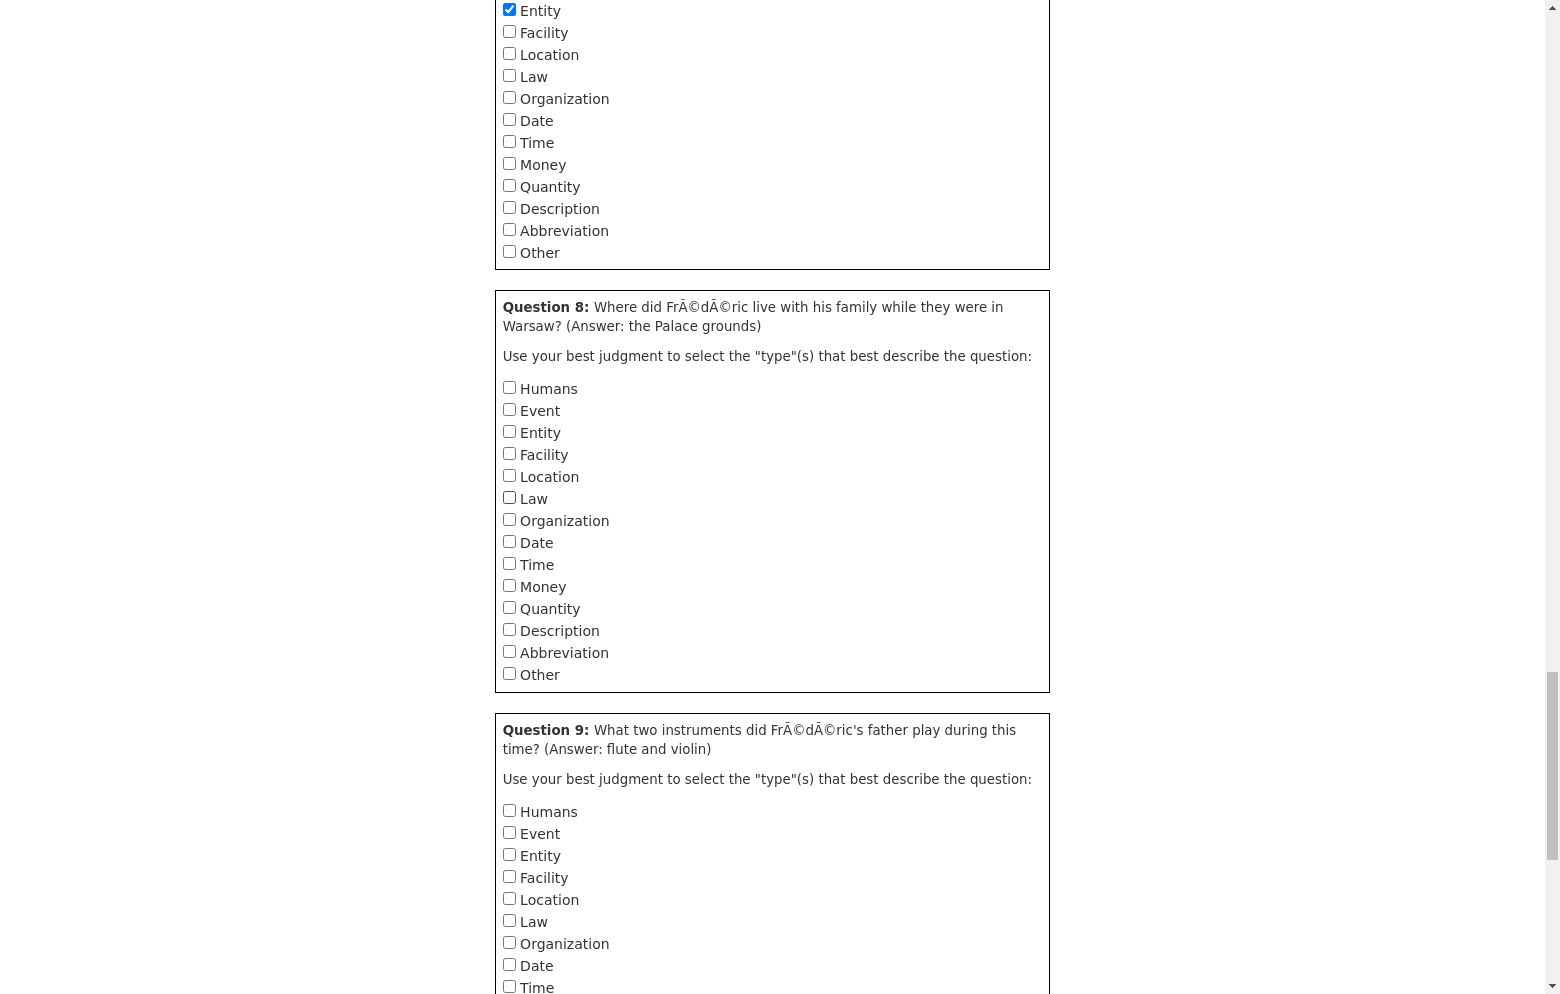 Entity
Facility
Location
Law
Organization
Date
Time
Money
Quantity
Description
Abbreviation
Other
Question 8: Where did FrÃ©dÃ©ric live with his family while they were in
Warsaw? (Answer: the Palace grounds)
Use your best judgment to select the "type"(s) that best describe the question:
Humans
Event
Entity
Facility
Location
Law
Organization
Date
Time
Money
Quantity
Description
Abbreviation
Other
Question 9: What two instruments did FrÃ©dÃ©ric's father play during this
time? (Answer: flute and violin)
Use your best judgment to select the "type"(s) that best describe the question:
Humans
Event
Entity
Facility
Location
Law
Organization
Date
Time